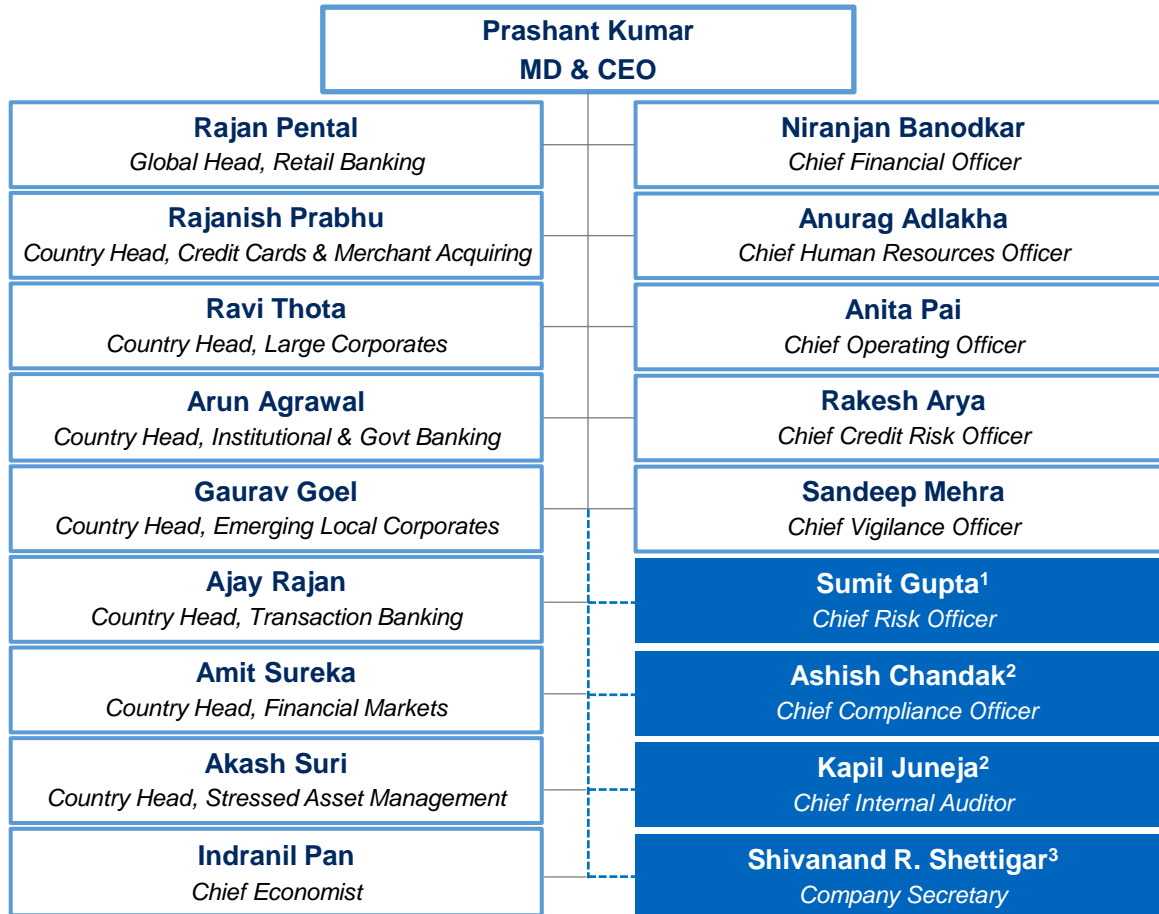 Prashant Kumar
MD & CEO
Rajan Pental
Global Head, Retail Banking
Rajanish Prabhu
Country Head, Credit Cards & Merchant Acquiring
Ravi Thota
Country Head, Large Corporates
Arun Agrawal
Country Head, Institutional & Govt Banking
Gaurav Goel
Country Head, Emerging Local Corporates
Ajay Rajan
Country Head, Transaction Banking
Amit Sureka
Country Head, Financial Markets
Akash Suri
Country Head, Stressed Asset Management
Indranil Pan
Chief Economist
Niranjan Banodkar
Chief Financial Officer
Anurag Adlakha
Chief Human Resources Officer
Anita Pai
Chief Operating Officer
Rakesh Arya
Chief Credit Risk Officer
Sandeep Mehra
Chief Vigilance Officer
Sumit Gupta¹
Chief Risk Officer
Ashish Chandak²
Chief Compliance Officer
Kapil Juneja²
Chief Internal Auditor
Shivanand R. Shettigar³
Company Secretary